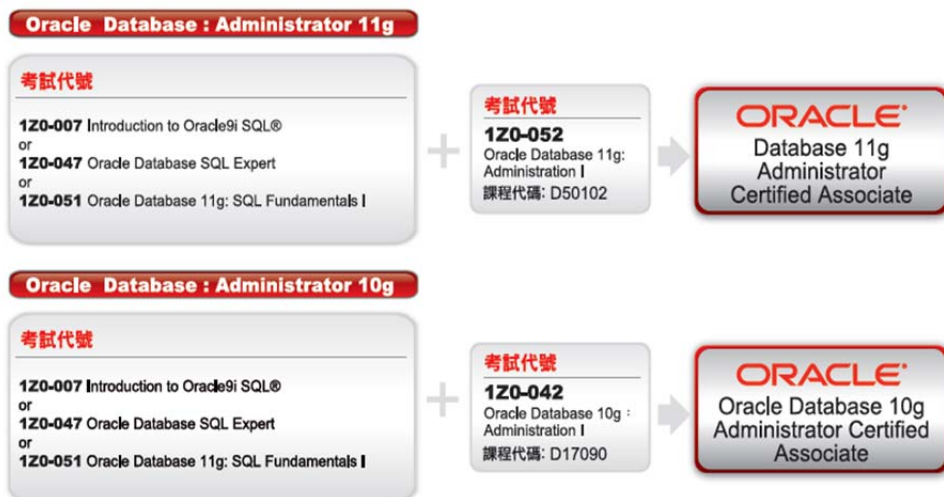 Oracle Database : Administrator 11g
考試代號
1Z0-007 Introduction to Oracle9i SQL®
or
1Z0-047 Oracle Database SQL Expert
or
1Z0-051 Oracle Database 11g: SQL Fundamentals I
考試代號
1Z0-052
Oracle Database 11g:
Administration I
課程代碼: D50102
ORACLE®
Database 11g
Administrator
Certified Associate
Oracle Database : Administrator 10g
考試代號
1Z0-007 Introduction to Oracle9i SQL®
or
1Z0-047 Oracle Database SQL Expert
or
1Z0-051 Oracle Database 11g: SQL Fundamentals I
考試代號
1Z0-042
Oracle Database 10g：
Administration I
課程代碼: D17090
ORACLE®
Oracle Database 10g
Administrator Certified
Associate